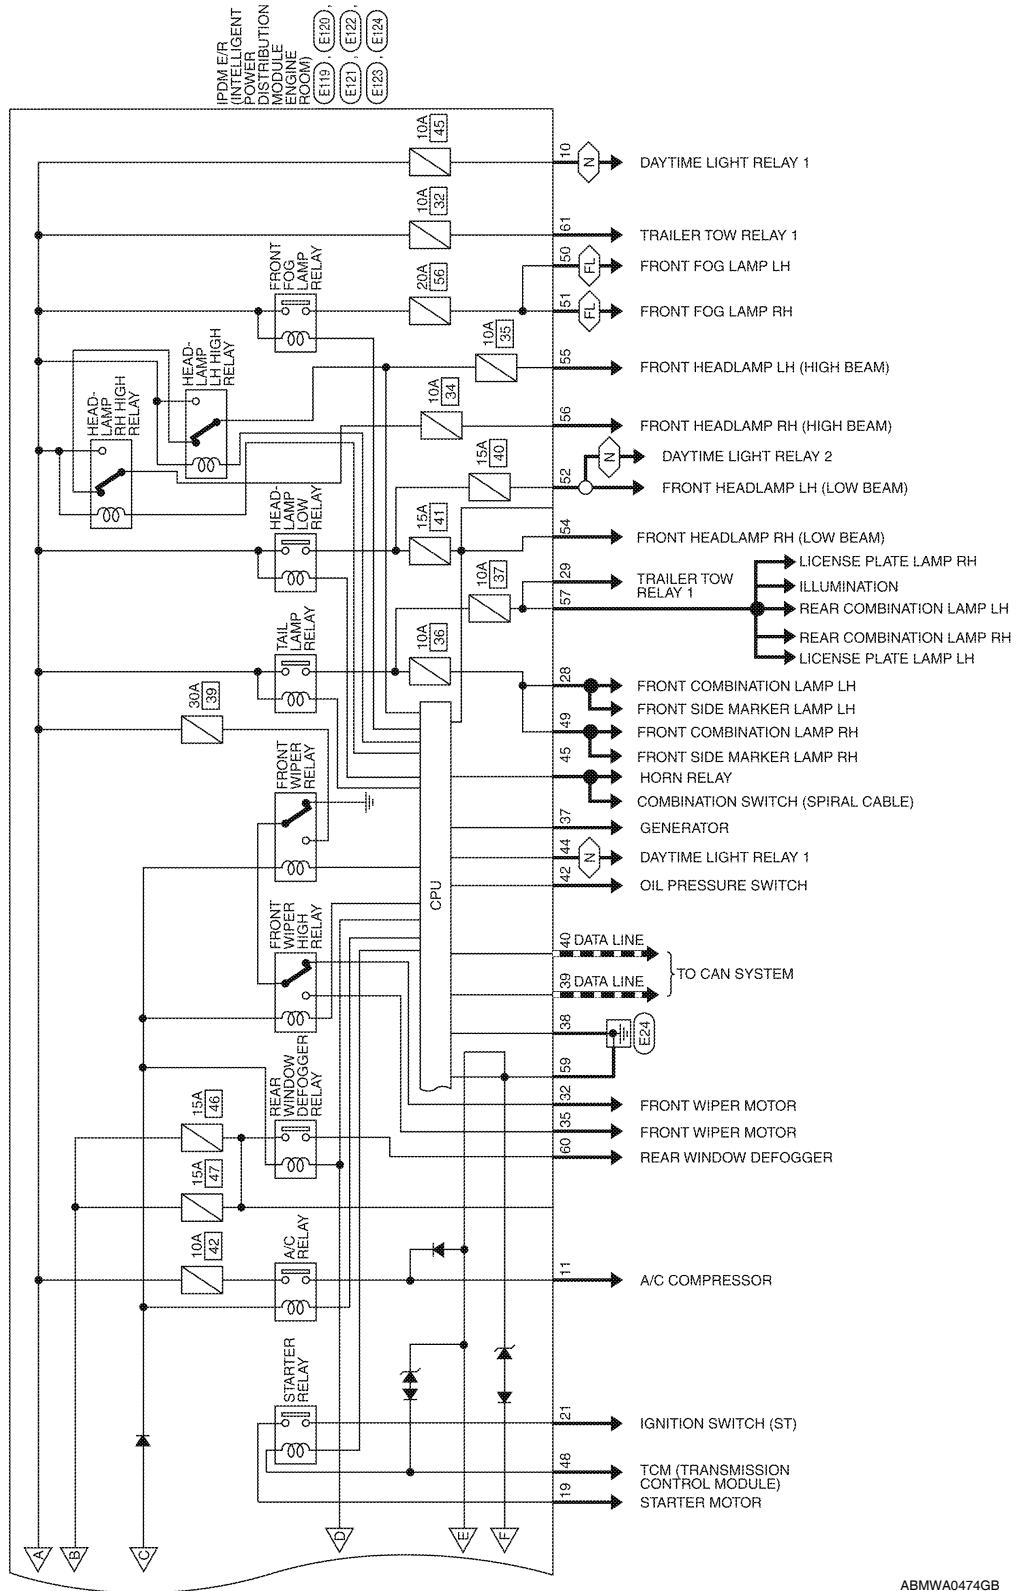 IPDM E/R
(INTELLIGENT
POWER
DISTRIBUTION
MODULE
ENGINE
ROOM)
E119, E120,
E121, E122,
E123, E124
10A
45
10
N
DAYTIME LIGHT RELAY 1
10A
32
61
TRAILER TOW RELAY 1
FRONT
FOG
LAMP
RELAY
20A
56
50
FL
FRONT FOG LAMP LH
51
FL
FRONT FOG LAMP RH
HEAD-
LAMP
LH HIGH
RELAY
10A
35
55
FRONT HEADLAMP LH (HIGH BEAM)
HEAD-
LAMP
RH HIGH
RELAY
10A
34
56
FRONT HEADLAMP RH (HIGH BEAM)
15A
40
52
N
DAYTIME LIGHT RELAY 2
FRONT HEADLAMP LH (LOW BEAM)
HEAD-
LAMP
LOW
RELAY
15A
41
54
FRONT HEADLAMP RH (LOW BEAM)
10A
37
29
TRAILER TOW
RELAY 1
57
LICENSE PLATE LAMP RH
ILLUMINATION
REAR COMBINATION LAMP LH
REAR COMBINATION LAMP RH
LICENSE PLATE LAMP LH
TAIL
LAMP
RELAY
10A
36
28
FRONT COMBINATION LAMP LH
FRONT SIDE MARKER LAMP LH
30A
39
49
FRONT COMBINATION LAMP RH
FRONT SIDE MARKER LAMP RH
45
HORN RELAY
COMBINATION SWITCH (SPIRAL CABLE)
FRONT
WIPER
RELAY
37
GENERATOR
44
N
DAYTIME LIGHT RELAY 1
42
OIL PRESSURE SWITCH
CPU
FRONT
WIPER
HIGH
RELAY
40
DATA LINE
39
DATA LINE
TO CAN SYSTEM
38
E24
59
32
FRONT WIPER MOTOR
35
FRONT WIPER MOTOR
REAR
WINDOW
DEFOGGER
RELAY
15A
46
60
REAR WINDOW DEFOGGER
15A
47
10A
42
A/C
RELAY
11
A/C COMPRESSOR
STARTER
RELAY
21
IGNITION SWITCH (ST)
48
TCM (TRANSMISSION
CONTROL MODULE)
19
STARTER MOTOR
A
B
C
D
E
F
ABMWA0474GB